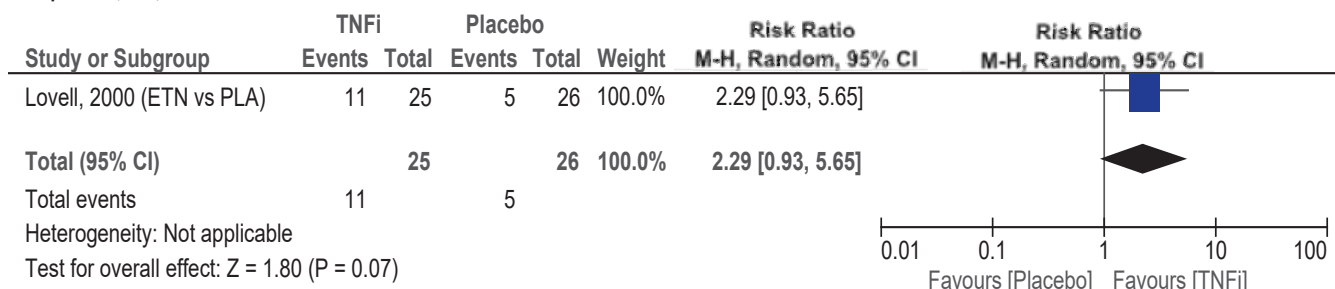 TNFi Placebo Risk Ratio Risk Ratio
Study or Subgroup Events Total Events Total Weight M-H, Random, 95% CI M-H, Random, 95% CI
Lovell, 2000 (ETN vs PLA) 11 25 5 26 100.0% 2.29 [0.93, 5.65]
Total (95% CI) 25 26 100.0% 2.29 [0.93, 5.65]
Total events 11 5
Heterogeneity: Not applicable
Test for overall effect: Z = 1.80 (P = 0.07)
0.01 0.1 1 10 100
Favours [Placebo] Favours [TNFi]